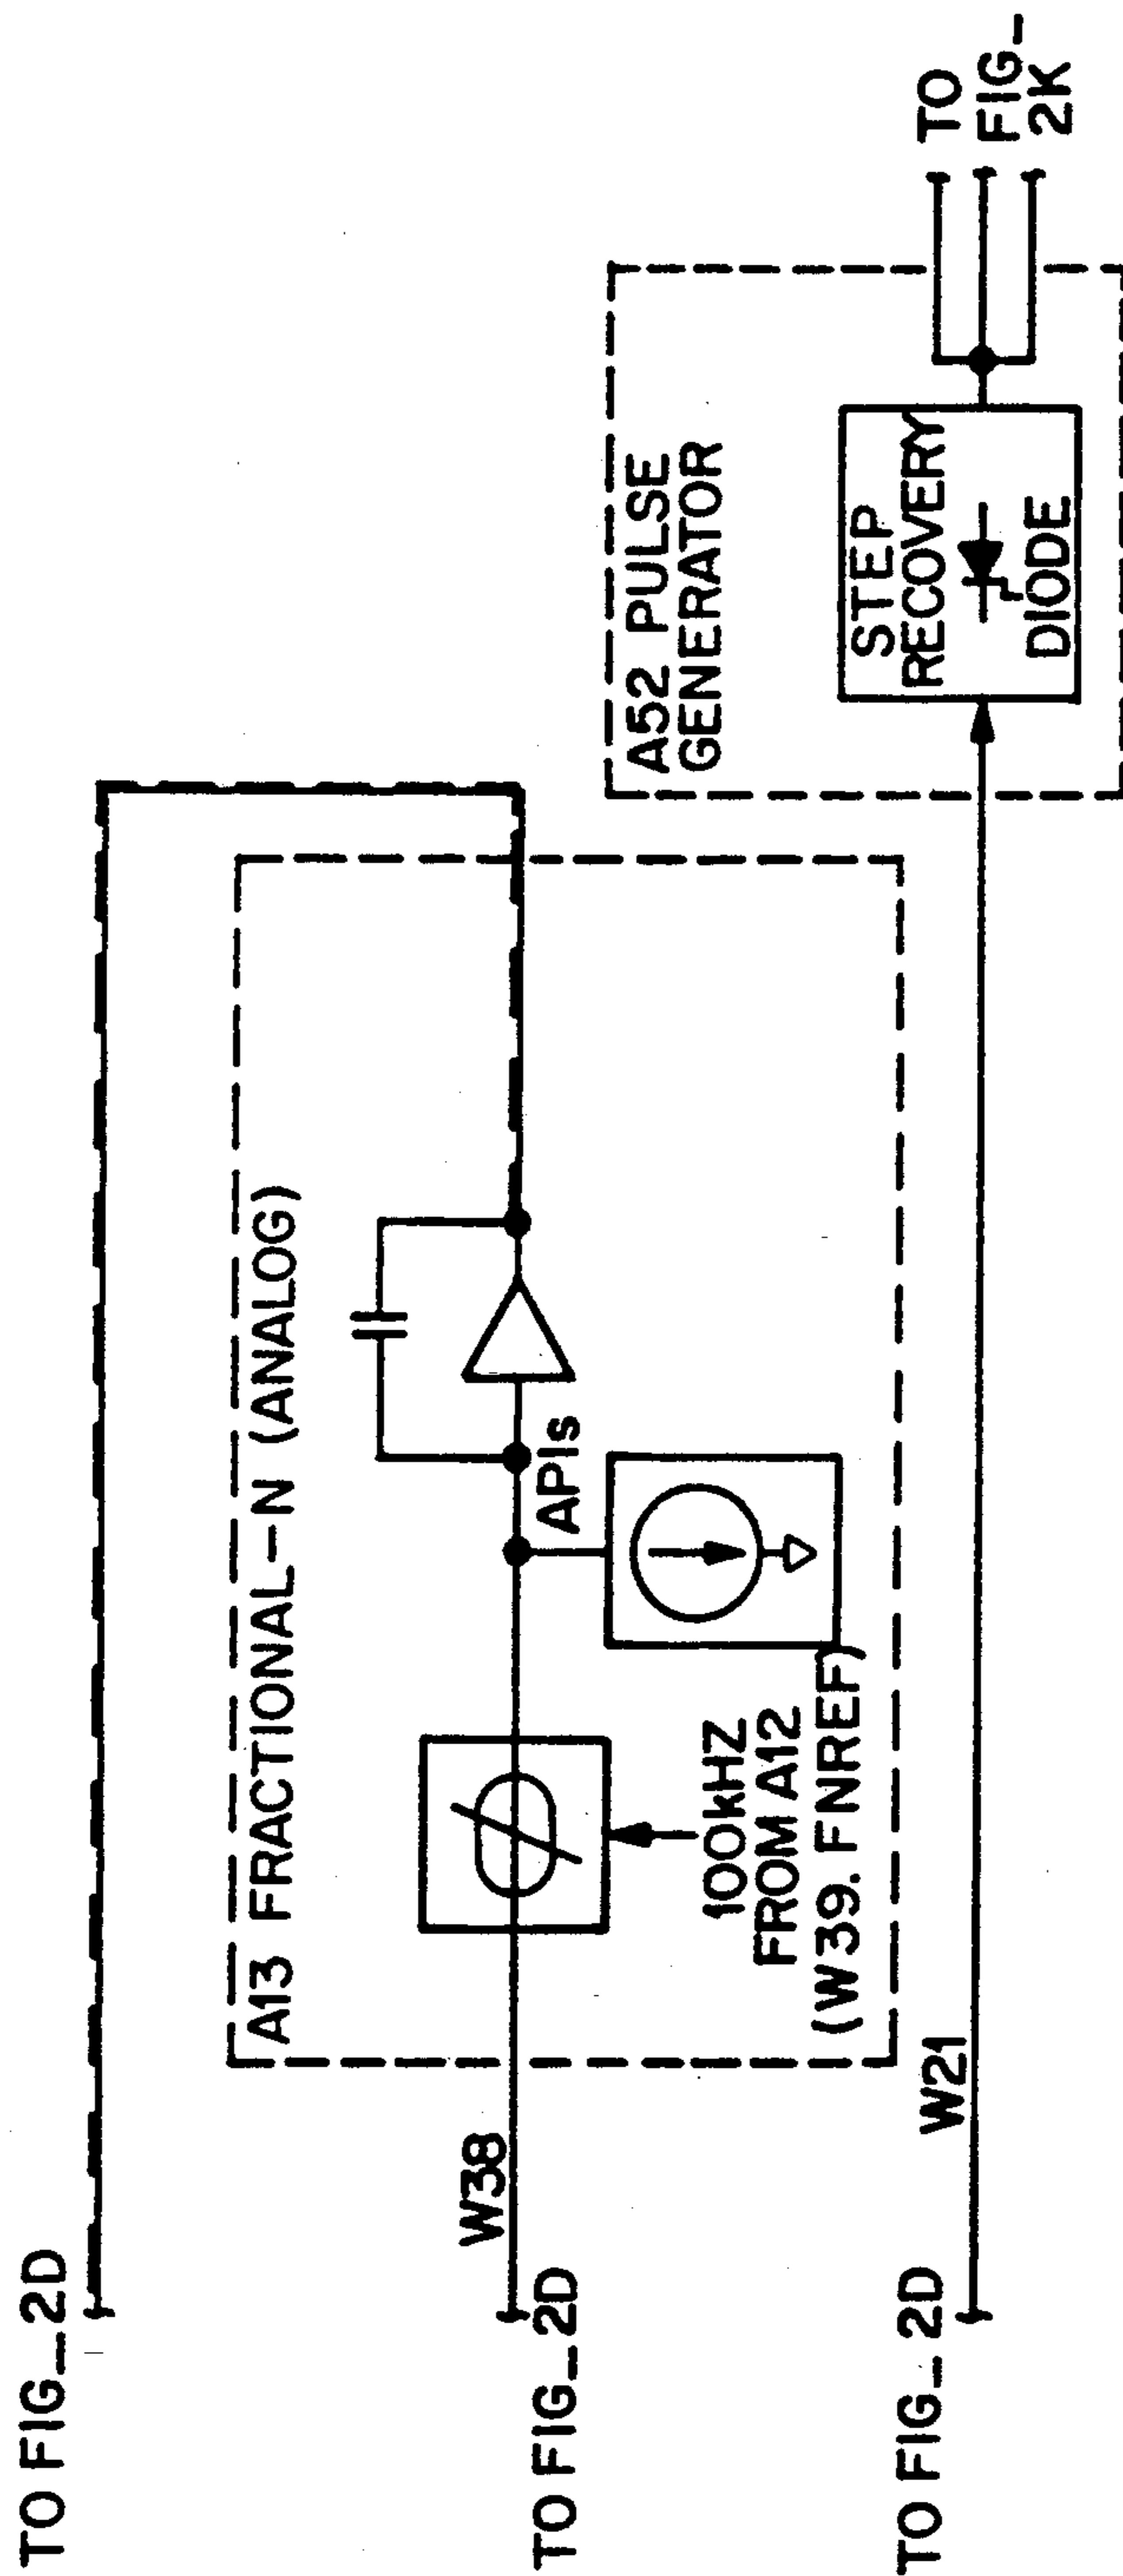 TO FIG_2D
A13 FRACTIONAL-N (ANALOG)
W38
TO FIG_2D
APIs
100kHZ
FROM A12
(W39. FNREF)
A52 PULSE
GENERATOR
STEP
RECOVERY
DIODE
W21
TO FIG_2D
TO
FIG_
2K